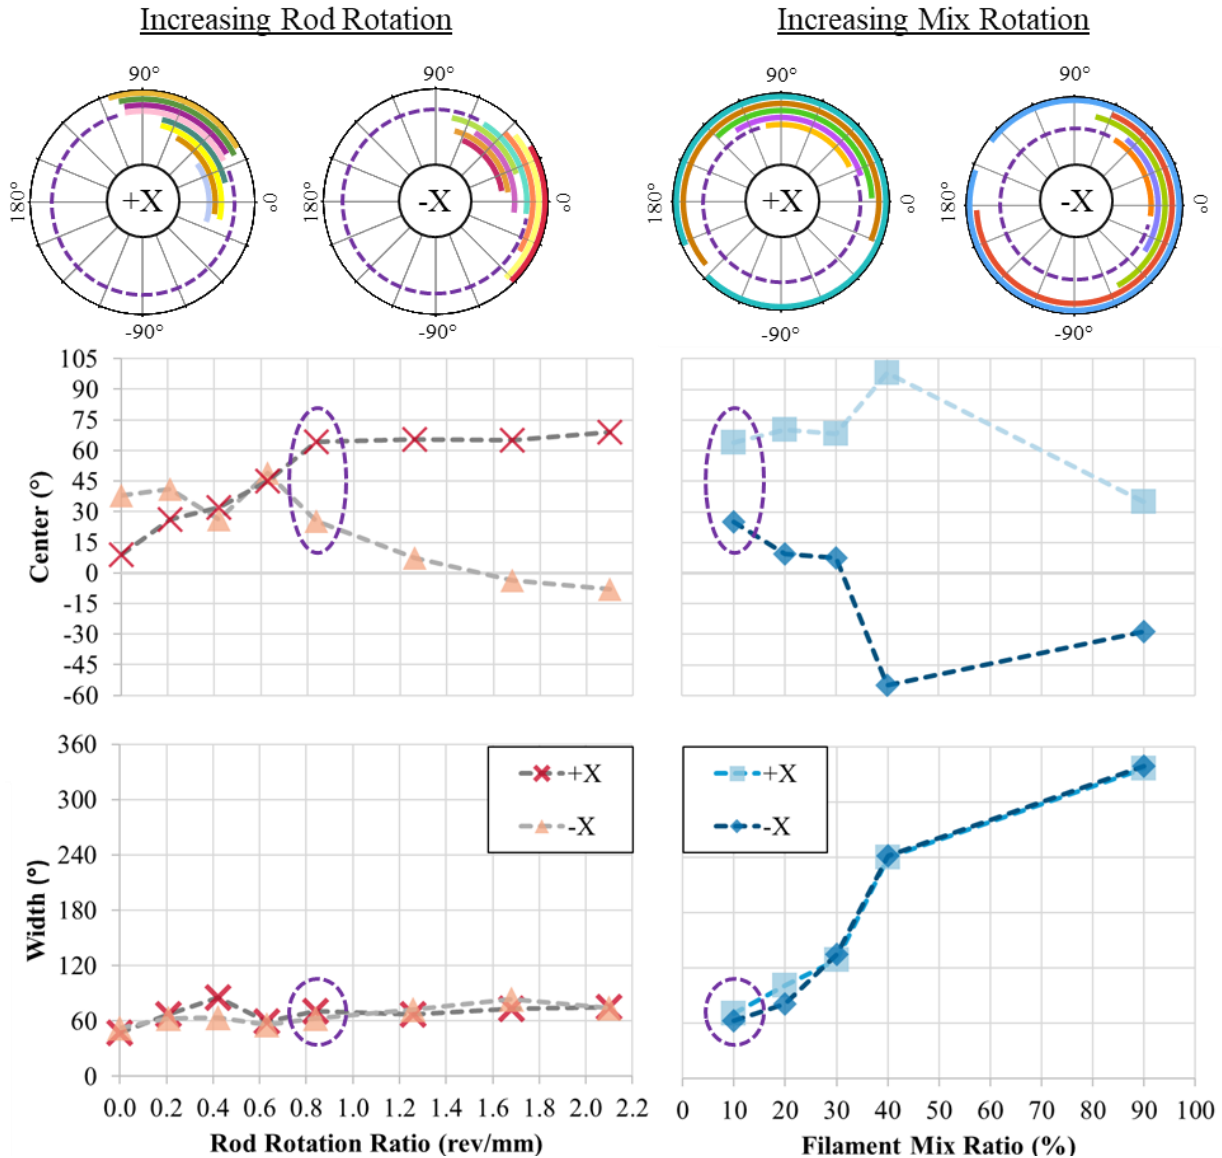 Increasing Rod Rotation
Increasing Mix Rotation
90°
180°
+X
0°
-90°
90°
180°
-X
0°
-90°
90°
180°
+X
0°
-90°
90°
180°
-X
0°
-90°
Center (°)
105
90
75
60
45
30
15
0
-15
-30
-45
-60
Width (°)
360
300
240
180
120
60
0
+X
-X
+X
-X
0.0 0.2 0.4 0.6 0.8 1.0 1.2 1.4 1.6 1.8 2.0 2.2
Rod Rotation Ratio (rev/mm)
0 10 20 30 40 50 60 70 80 90 100
Filament Mix Ratio (%)